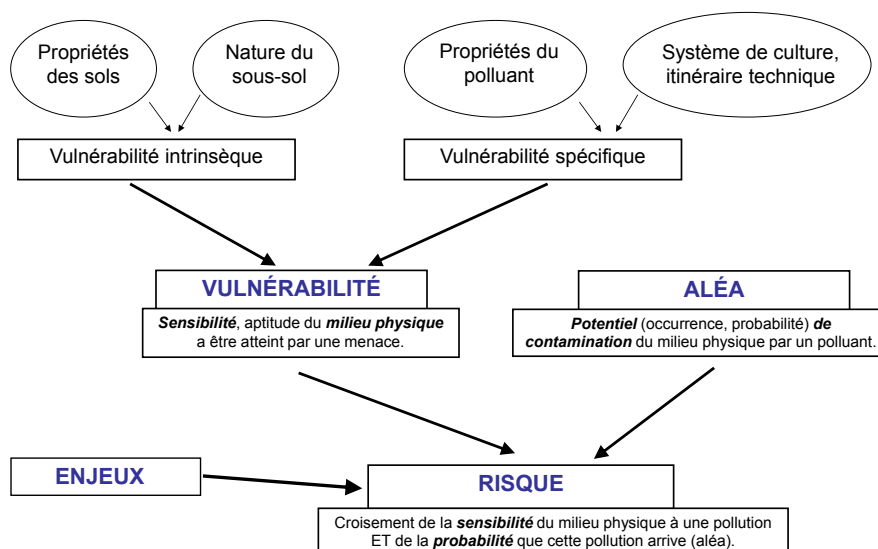 Propriétés
des sols
Nature du
sous-sol
Propriétés du
polluant
Système de culture,
itinéraire technique
Vulnérabilité intrinsèque
Vulnérabilité spécifique
VULNÉRABILITÉ
Sensibilité, aptitude du milieu physique
a être atteint par une menace.
ALÉA
Potentiel (occurrence, probabilité) de
contamination du milieu physique par un polluant.
ENJEUX
RISQUE
Croisement de la sensibilité du milieu physique à une pollution
ET de la probabilité que cette pollution arrive (aléa).